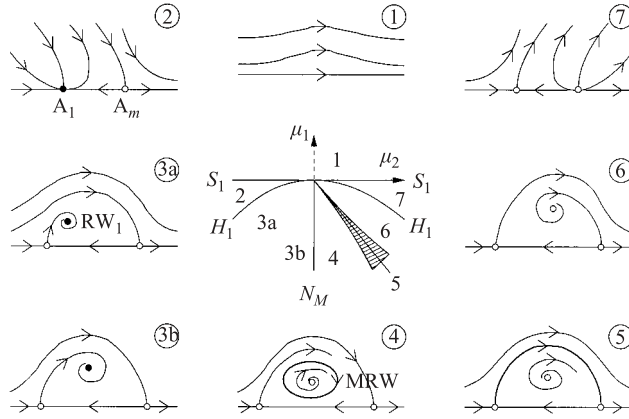 ② ① ⑦
A₁ Aₘ
μ₁
1 μ₂
S₁ S₁
2 7
H₁ H₁
3a 6
3b 4
5
N_M
③a ⑥
RW₁
③b ④ ⑤
MRW